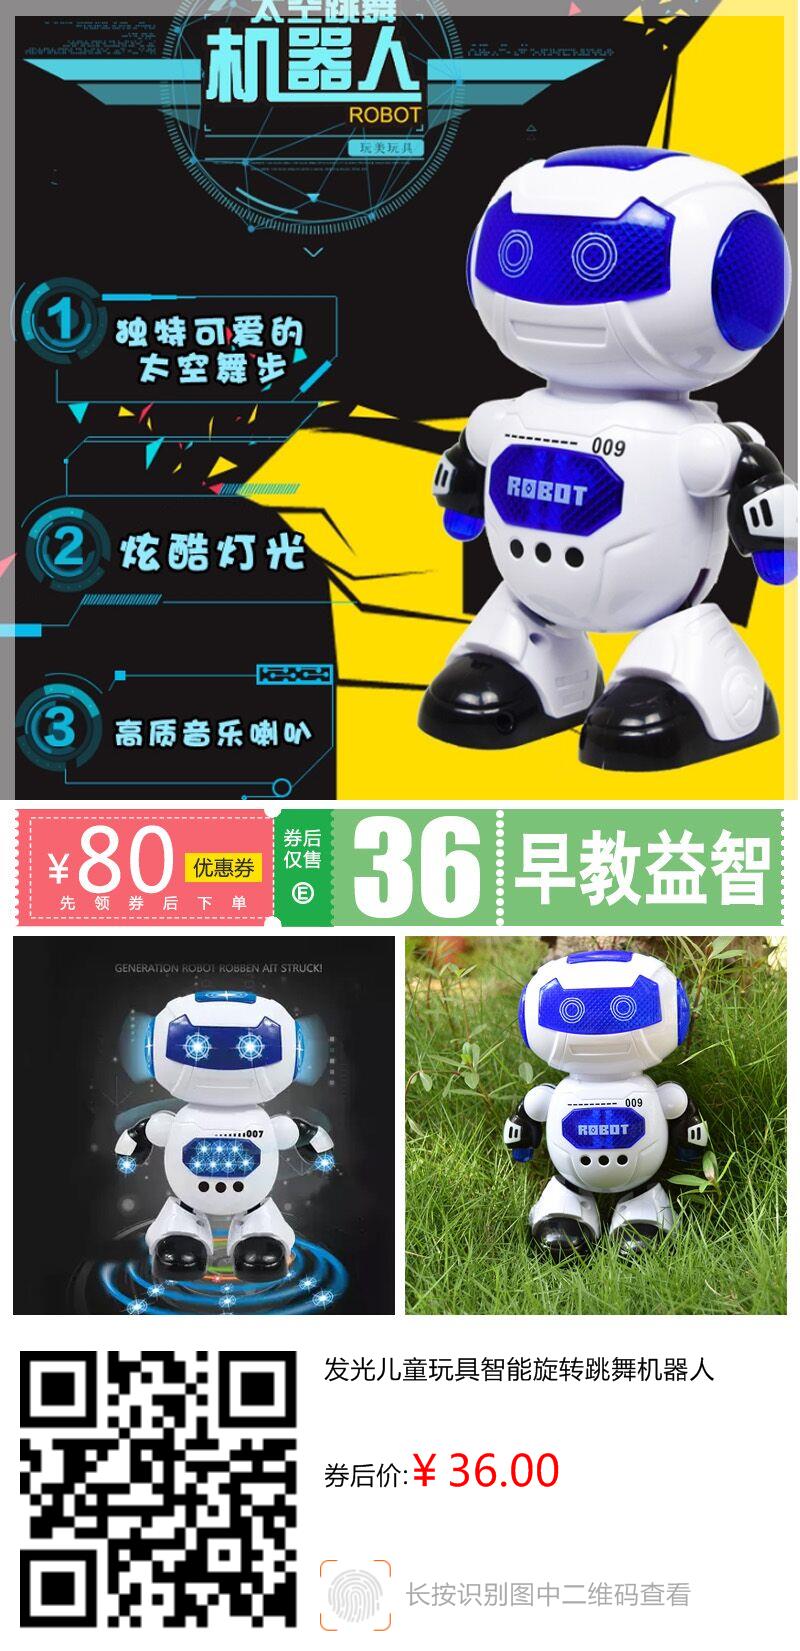 太空跳舞
机器人
ROBOT
玩美玩具
1
独特可爱的
太空舞步
2
炫酷灯光
3
高质音乐喇叭
009
ROBOT
¥80
优惠券
先领券后下单
券后
仅售
E
36
早教益智
GENERATION ROBOT ROBBEN AIT STRUCK!
007
009
ROBOT
发光儿童玩具智能旋转跳舞机器人
券后价:¥ 36.00
长按识别图中二维码查看